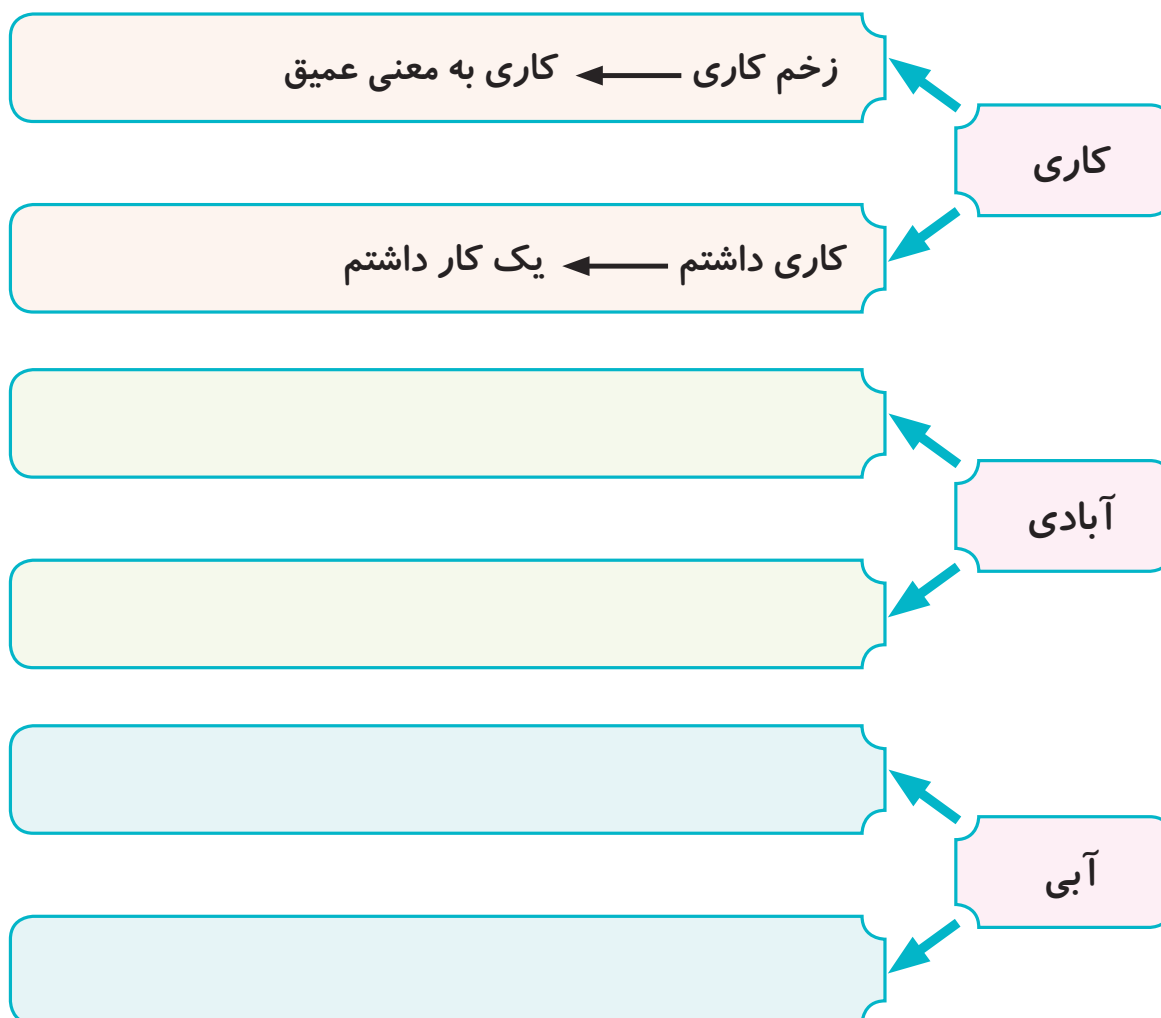 زخم کاری ← کاری به معنی عمیق
کاری
کاری داشتم ← یک کار داشتم
آبادی
آبی